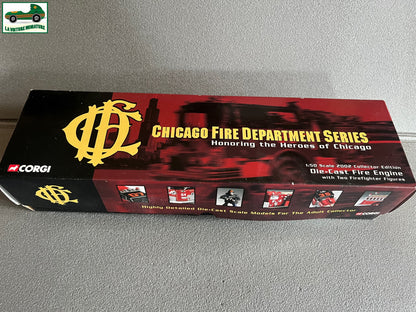 LA VOITURE MINIATURE
CHICAGO FIRE DEPARTMENT SERIES
Honoring the Heroes of Chicago
1:50 Scale 2002 Collector Edition
Die-Cast Fire Engine
with Two Firefighter Figures
CORGI
Highly Detailed Die-Cast Scale Models For The Adult Collector
CORGI